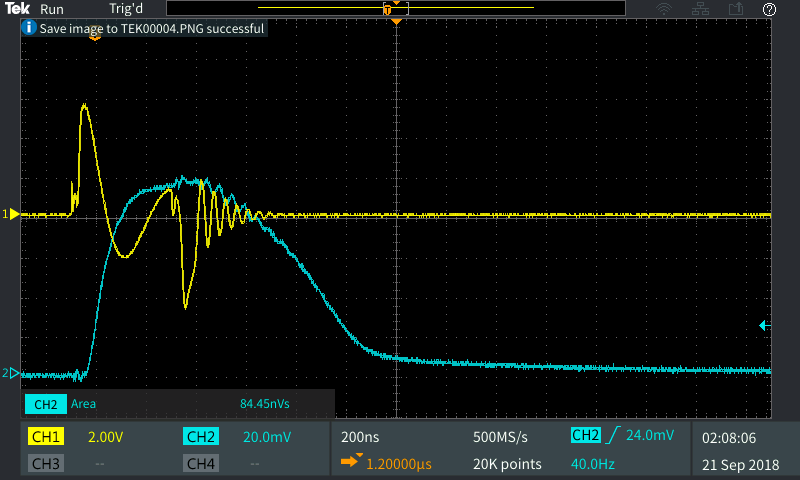 Tek Run Trig'd T ?
i Save image to TEK00004.PNG successful
1
2
CH2 Area 84.45nVs
CH1 2.00V CH2 20.0mV 200ns 500MS/s CH2 24.0mV 02:08:06
CH3 -- CH4 -- 1.20000µs 20K points 40.0Hz 21 Sep 2018